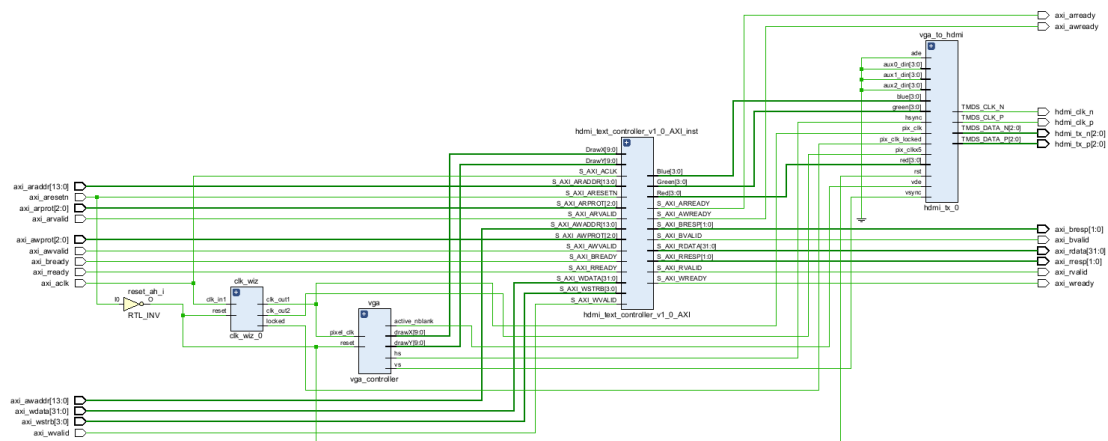 axi_arready
axi_awready
vga_to_hdmi
ade
aux0_din[3:0]
aux1_din[3:0]
aux2_din[3:0]
blue[3:0]
green[3:0]
hsync
pix_clk
pix_clk_locked
pix_clkx5
red[3:0]
rst
vde
vsync
TMDS_CLK_N
TMDS_CLK_P
TMDS_DATA_N[2:0]
TMDS_DATA_P[2:0]
hdmi_tx_0
hdmi_clk_n
hdmi_clk_p
hdmi_tx_n[2:0]
hdmi_tx_p[2:0]
hdmi_text_controller_v1_0_AXI_inst
DrawX[9:0]
DrawY[9:0]
S_AXI_ACLK
S_AXI_ARADDR[13:0]
S_AXI_ARESETN
S_AXI_ARPROT[2:0]
S_AXI_ARVALID
S_AXI_AWADDR[13:0]
S_AXI_AWPROT[2:0]
S_AXI_AWVALID
S_AXI_BREADY
S_AXI_RREADY
S_AXI_WDATA[31:0]
S_AXI_WSTRB[3:0]
S_AXI_WVALID
Blue[3:0]
Green[3:0]
Red[3:0]
S_AXI_ARREADY
S_AXI_AWREADY
S_AXI_BRESP[1:0]
S_AXI_BVALID
S_AXI_RDATA[31:0]
S_AXI_RRESP[1:0]
S_AXI_RVALID
S_AXI_WREADY
hdmi_text_controller_v1_0_AXI
axi_araddr[13:0]
axi_aresetn
axi_arprot[2:0]
axi_arvalid
axi_awprot[2:0]
axi_awvalid
axi_bready
axi_rready
axi_aclk
axi_bresp[1:0]
axi_bvalid
axi_rdata[31:0]
axi_rresp[1:0]
axi_rvalid
axi_wready
reset_ah_i
I0
O
RTL_INV
clk_wiz
clk_in1
reset
clk_out1
clk_out2
locked
clk_wiz_0
vga
pixel_clk
reset
active_nblank
drawX[9:0]
drawY[9:0]
hs
vs
vga_controller
axi_awaddr[13:0]
axi_wdata[31:0]
axi_wstrb[3:0]
axi_wvalid